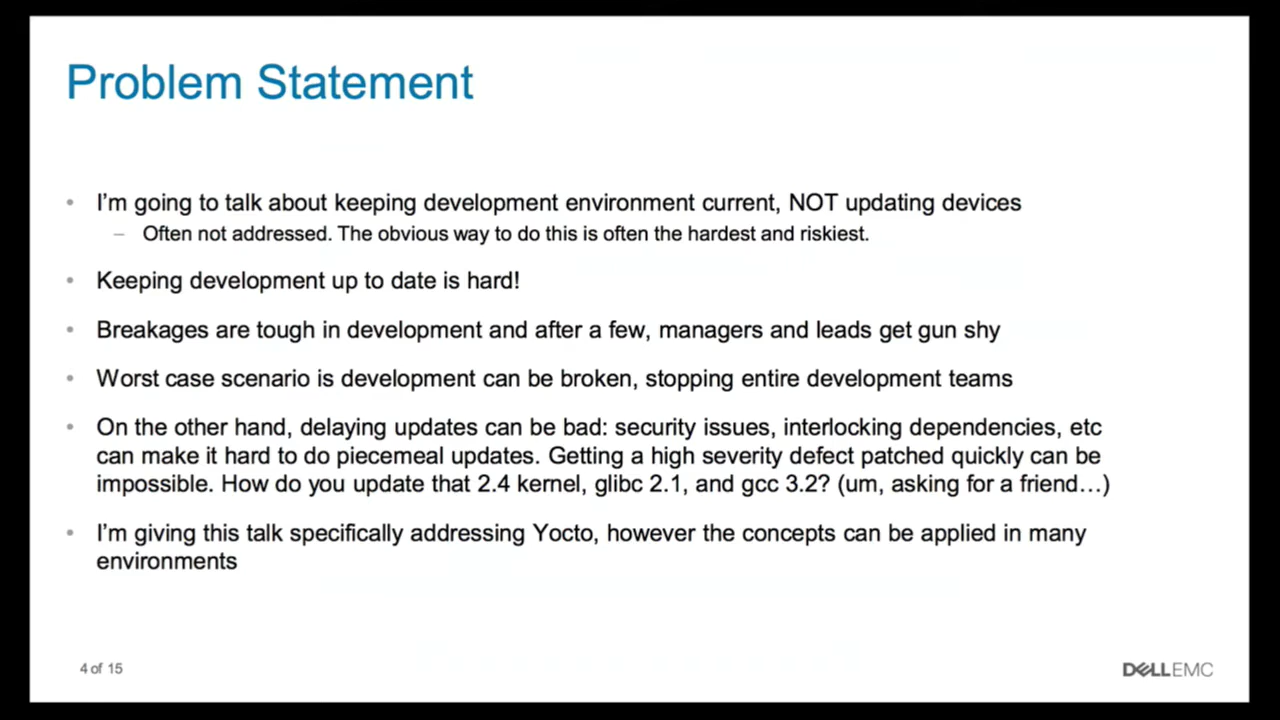 Problem Statement
• I'm going to talk about keeping development environment current, NOT updating devices
– Often not addressed. The obvious way to do this is often the hardest and riskiest.
• Keeping development up to date is hard!
• Breakages are tough in development and after a few, managers and leads get gun shy
• Worst case scenario is development can be broken, stopping entire development teams
• On the other hand, delaying updates can be bad: security issues, interlocking dependencies, etc
can make it hard to do piecemeal updates. Getting a high severity defect patched quickly can be
impossible. How do you update that 2.4 kernel, glibc 2.1, and gcc 3.2? (um, asking for a friend…)
• I'm giving this talk specifically addressing Yocto, however the concepts can be applied in many
environments
4 of 15
DELLEMC